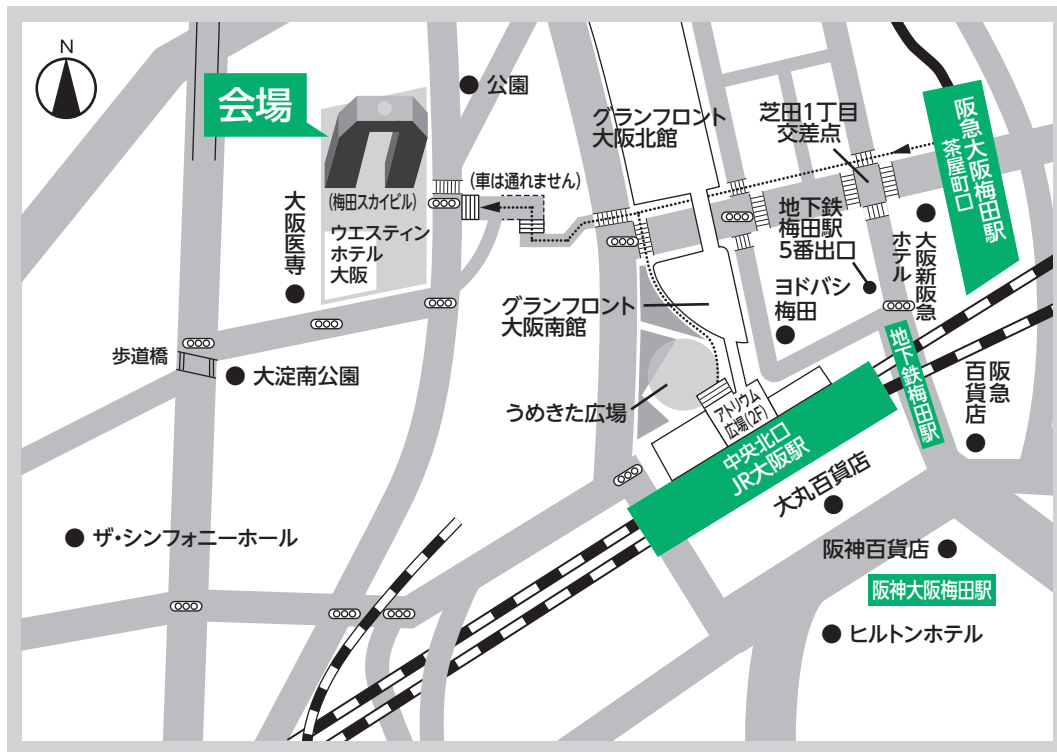 N
会場
公園
グランフロント
大阪北館
芝田1丁目
交差点
阪急大阪梅田駅
茶屋町口
(車は通れません)
(梅田スカイビル)
ウエスティン
ホテル
大阪
大阪医専
地下鉄
梅田駅
5番出口
大阪新阪急
ホテル
ヨドバシ
梅田
グランフロント
大阪南館
歩道橋
大淀南公園
うめきた広場
アトリウム
広場(2F)
地下鉄梅田駅
阪急
百貨店
中央北口
JR大阪駅
大丸百貨店
ザ・シンフォニーホール
阪神百貨店
阪神大阪梅田駅
ヒルトンホテル